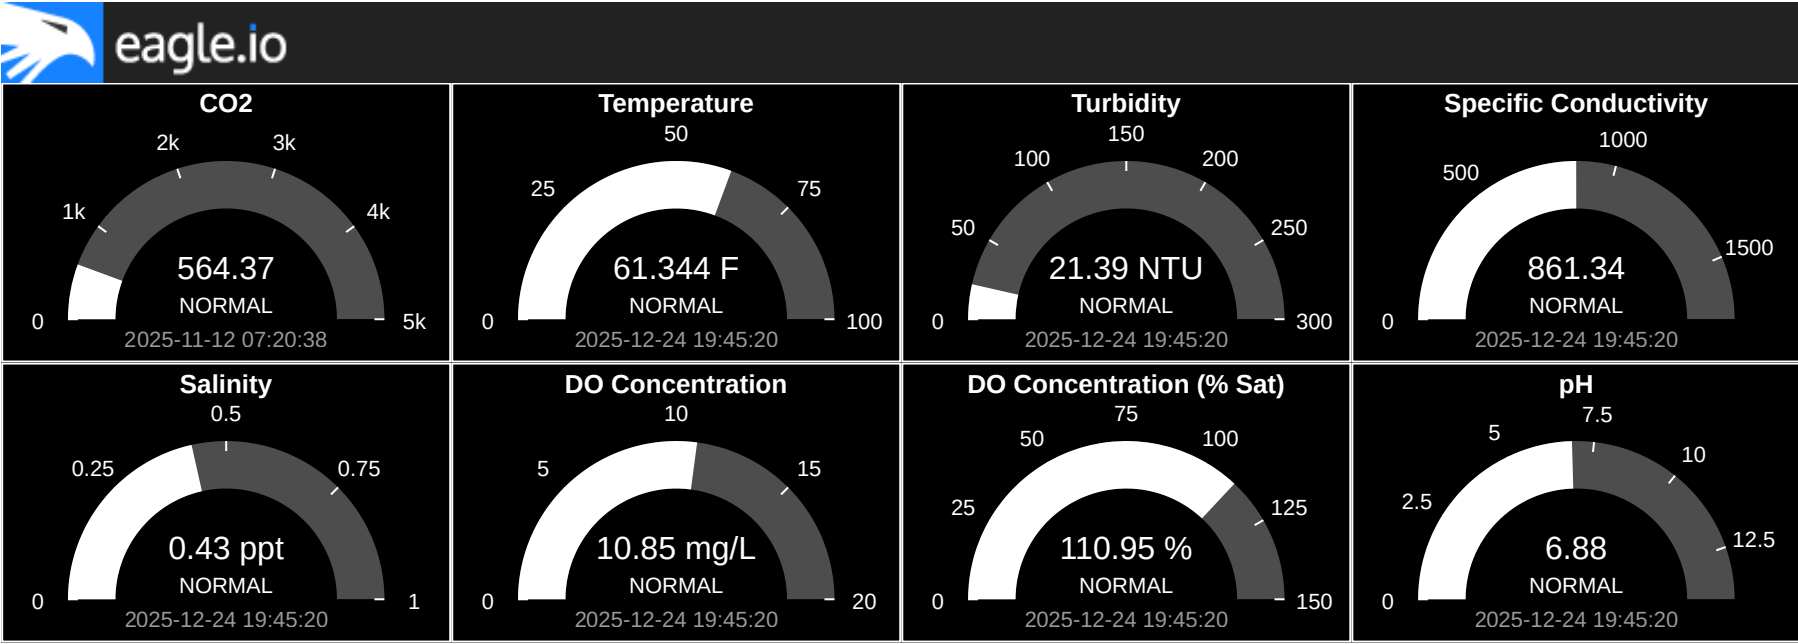 eagle.io
CO2
2k
3k
1k
4k
564.37
NORMAL
0
5k
2025-11-12 07:20:38
Temperature
50
25
75
61.344 F
NORMAL
0
100
2025-12-24 19:45:20
Turbidity
150
100
200
50
250
21.39 NTU
NORMAL
0
300
2025-12-24 19:45:20
Specific Conductivity
1000
500
1500
861.34
NORMAL
0
2025-12-24 19:45:20
Salinity
0.5
0.25
0.75
0.43 ppt
NORMAL
0
1
2025-12-24 19:45:20
DO Concentration
10
5
15
10.85 mg/L
NORMAL
0
20
2025-12-24 19:45:20
DO Concentration (% Sat)
75
50
100
25
125
110.95 %
NORMAL
0
150
2025-12-24 19:45:20
pH
7.5
5
10
2.5
12.5
6.88
NORMAL
0
2025-12-24 19:45:20